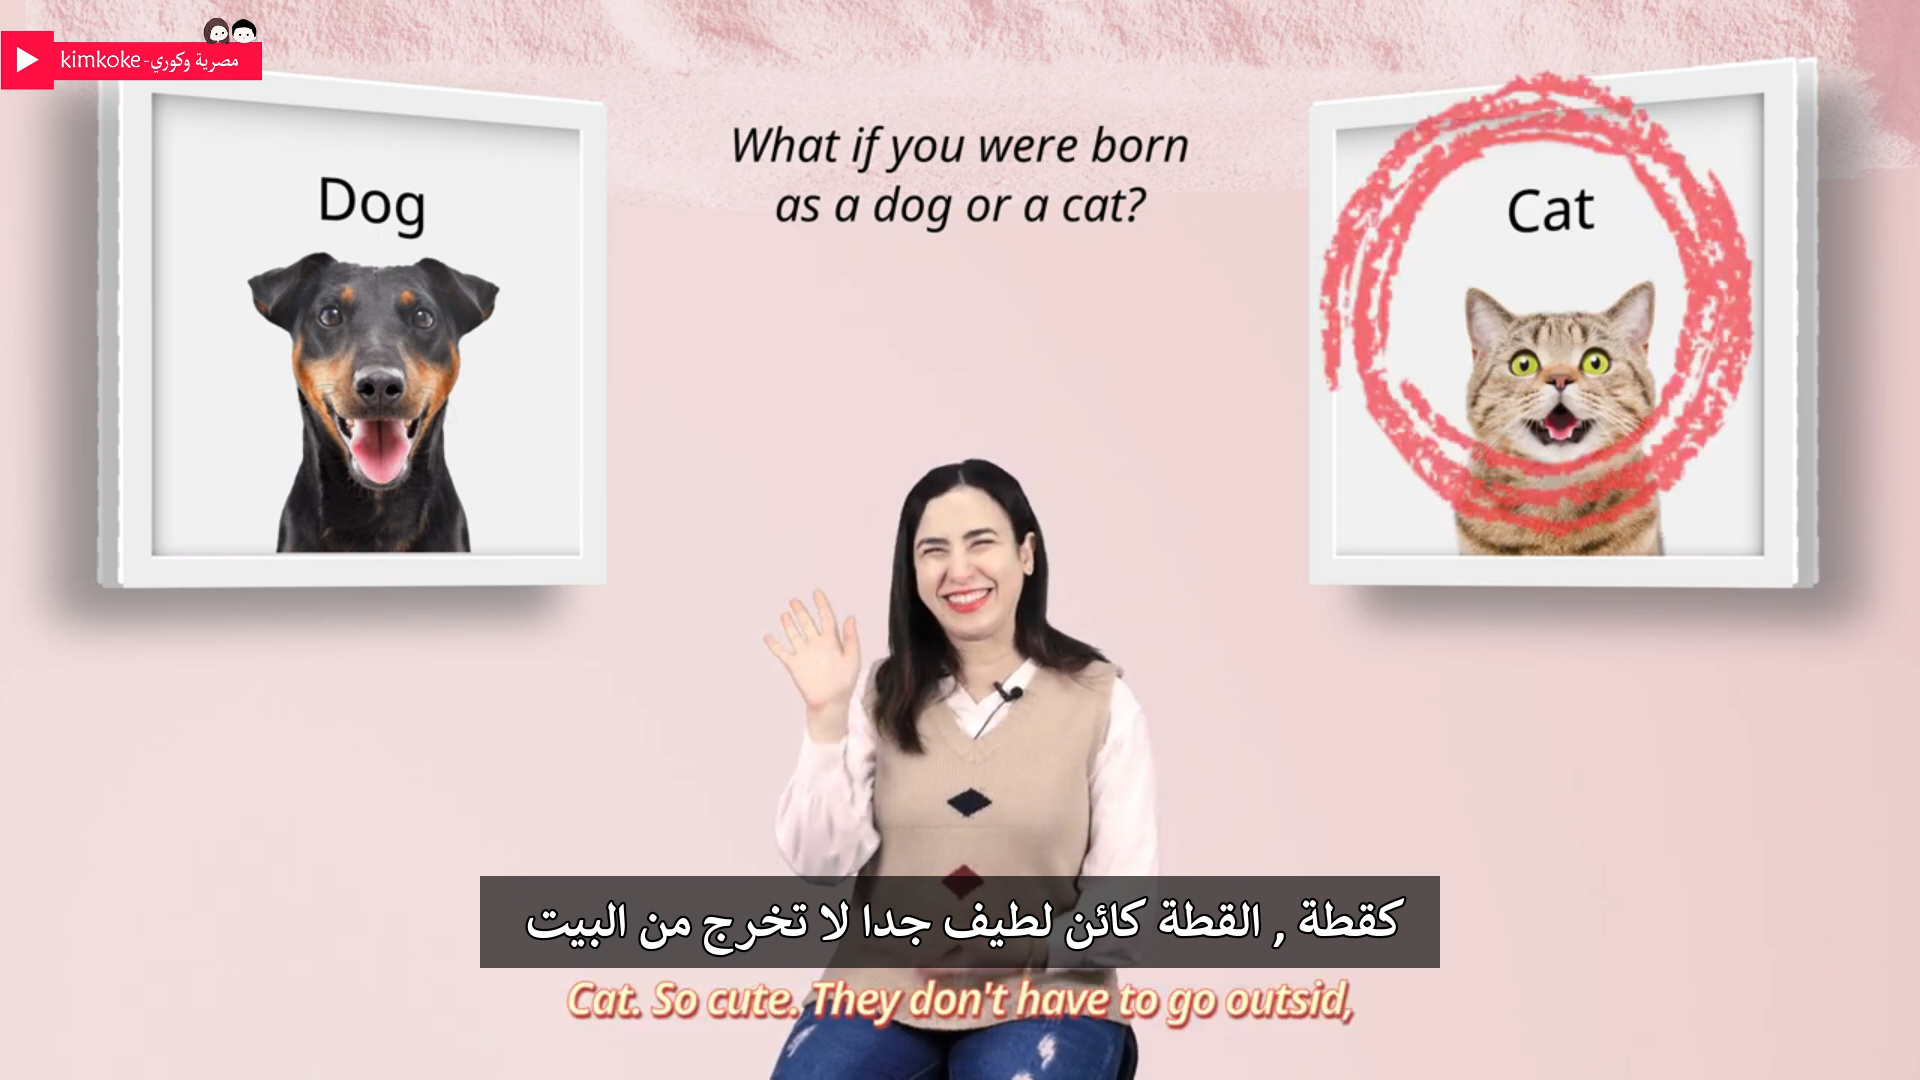 kimkoke-مصرية وكوري
What if you were born
as a dog or a cat?
Dog
Cat
كقطة , القطة كائن لطيف جدا لا تخرج من البيت
Cat. So cute. They don't have to go outsid,